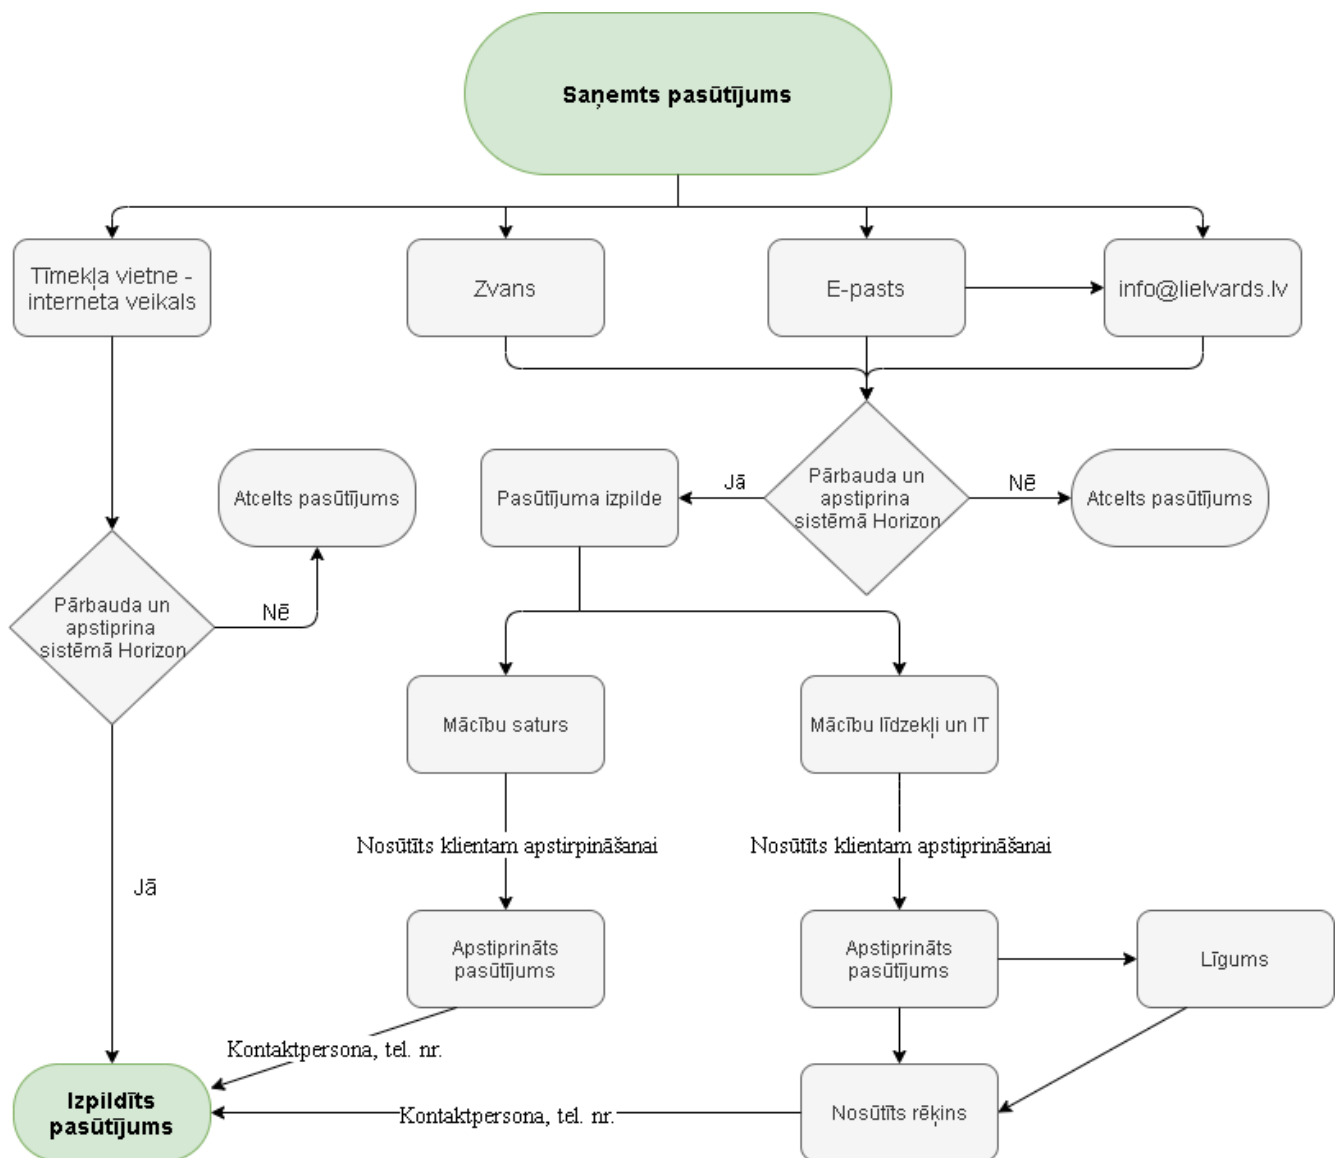 Saņemts pasūtījums
Tīmekļa vietne -
interneta veikals
Zvans
E-pasts
info@lielvards.lv
Atcelts pasūtījums
Pasūtījuma izpilde
Jā
Pārbauda un
apstiprina
sistēmā Horizon
Nē
Atcelts pasūtījums
Pārbauda un
apstiprina
sistēmā Horizon
Nē
Mācību saturs
Mācību līdzekļi un IT
Nosūtīts klientam apstirpināšanai
Nosūtīts klientam apstiprināšanai
Jā
Apstiprināts
pasūtījums
Apstiprināts
pasūtījums
Līgums
Kontaktpersona, tel. nr.
Izpildīts
pasūtījums
Kontaktpersona, tel. nr.
Nosūtīts rēķins